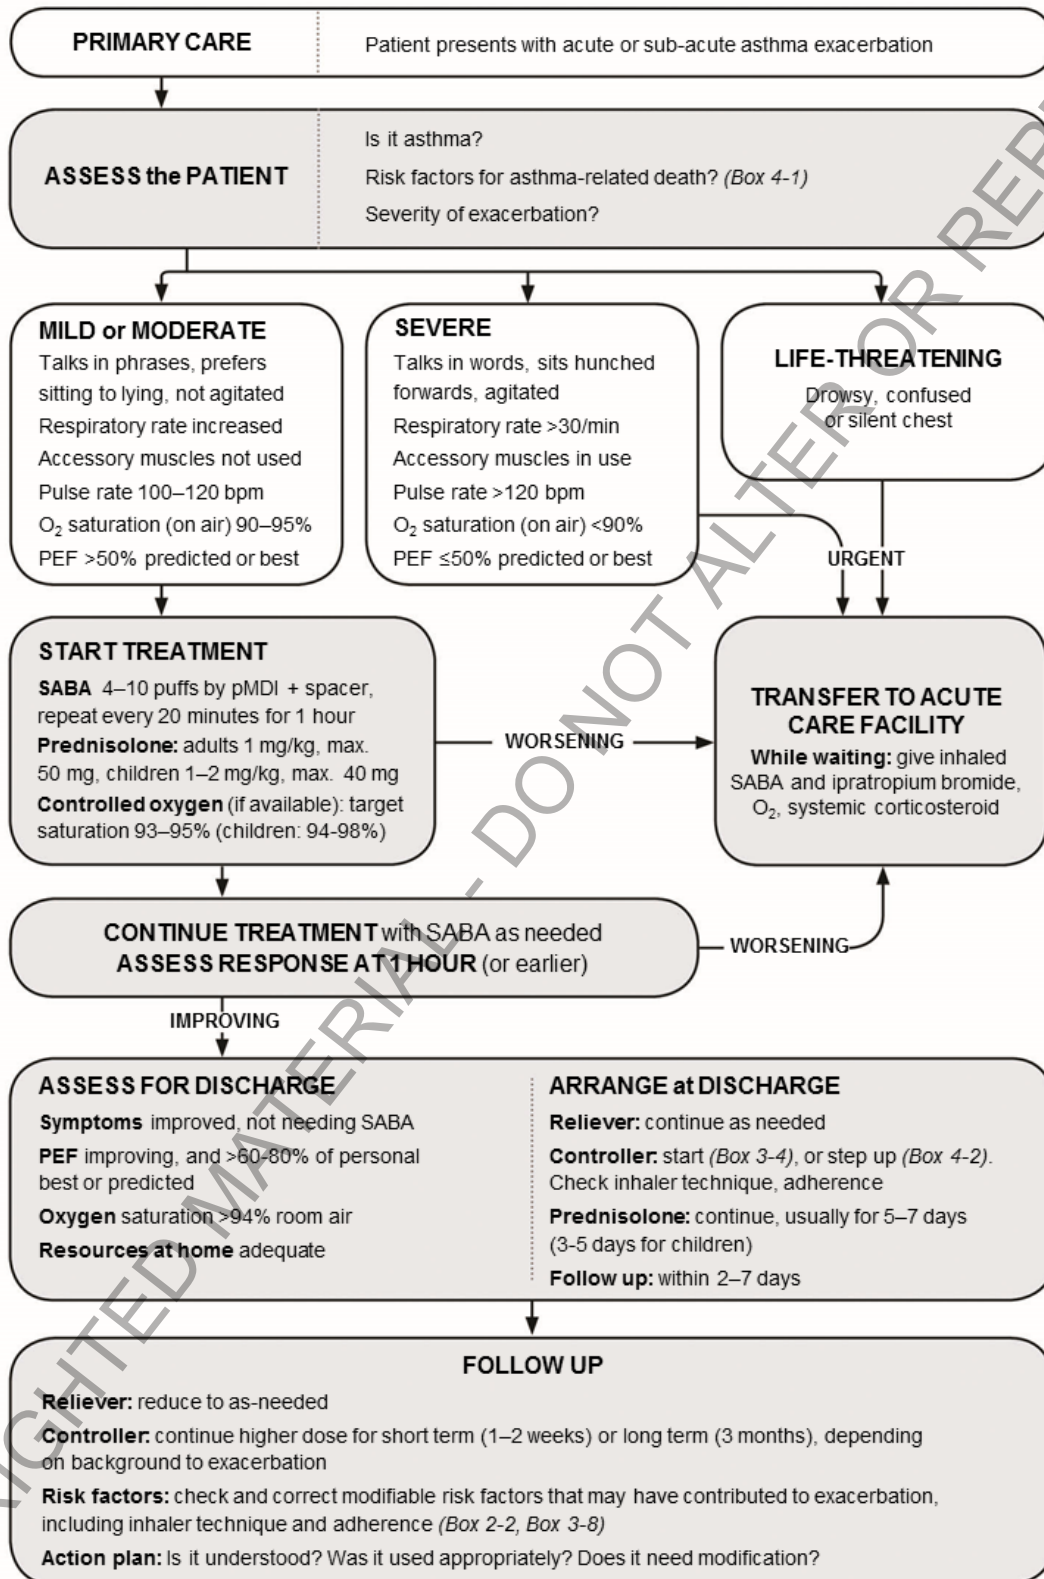 PRIMARY CARE
Patient presents with acute or sub-acute asthma exacerbation
ASSESS the PATIENT
Is it asthma?
Risk factors for asthma-related death? (Box 4-1)
Severity of exacerbation?
MILD or MODERATE
Talks in phrases, prefers
sitting to lying, not agitated
Respiratory rate increased
Accessory muscles not used
Pulse rate 100–120 bpm
O₂ saturation (on air) 90–95%
PEF >50% predicted or best
SEVERE
Talks in words, sits hunched
forwards, agitated
Respiratory rate >30/min
Accessory muscles in use
Pulse rate >120 bpm
O₂ saturation (on air) <90%
PEF ≤50% predicted or best
LIFE-THREATENING
Drowsy, confused
or silent chest
URGENT
START TREATMENT
SABA 4–10 puffs by pMDI + spacer,
repeat every 20 minutes for 1 hour
Prednisolone: adults 1 mg/kg, max.
50 mg, children 1–2 mg/kg, max. 40 mg
Controlled oxygen (if available): target
saturation 93–95% (children: 94-98%)
WORSENING
TRANSFER TO ACUTE
CARE FACILITY
While waiting: give inhaled
SABA and ipratropium bromide,
O₂, systemic corticosteroid
CONTINUE TREATMENT with SABA as needed
ASSESS RESPONSE AT 1 HOUR (or earlier)
WORSENING
IMPROVING
ASSESS FOR DISCHARGE
Symptoms improved, not needing SABA
PEF improving, and >60-80% of personal
best or predicted
Oxygen saturation >94% room air
Resources at home adequate
ARRANGE at DISCHARGE
Reliever: continue as needed
Controller: start (Box 3-4), or step up (Box 4-2).
Check inhaler technique, adherence
Prednisolone: continue, usually for 5–7 days
(3-5 days for children)
Follow up: within 2–7 days
FOLLOW UP
Reliever: reduce to as-needed
Controller: continue higher dose for short term (1–2 weeks) or long term (3 months), depending
on background to exacerbation
Risk factors: check and correct modifiable risk factors that may have contributed to exacerbation,
including inhaler technique and adherence (Box 2-2, Box 3-8)
Action plan: Is it understood? Was it used appropriately? Does it need modification?
RIGHTED MATERIAL - DO NOT ALTER OR REP